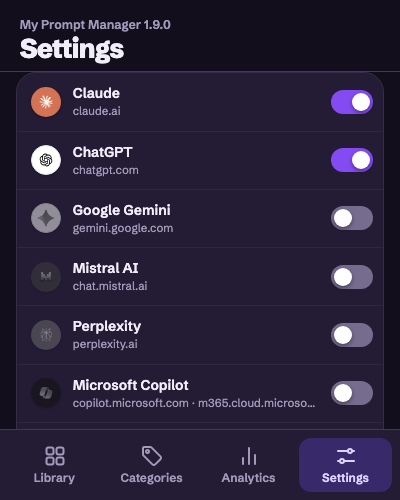 My Prompt Manager 1.9.0
Settings
Claude
claude.ai
ChatGPT
chatgpt.com
Google Gemini
gemini.google.com
Mistral AI
chat.mistral.ai
Perplexity
perplexity.ai
Microsoft Copilot
copilot.microsoft.com · m365.cloud.microso...
Library
Categories
Analytics
Settings